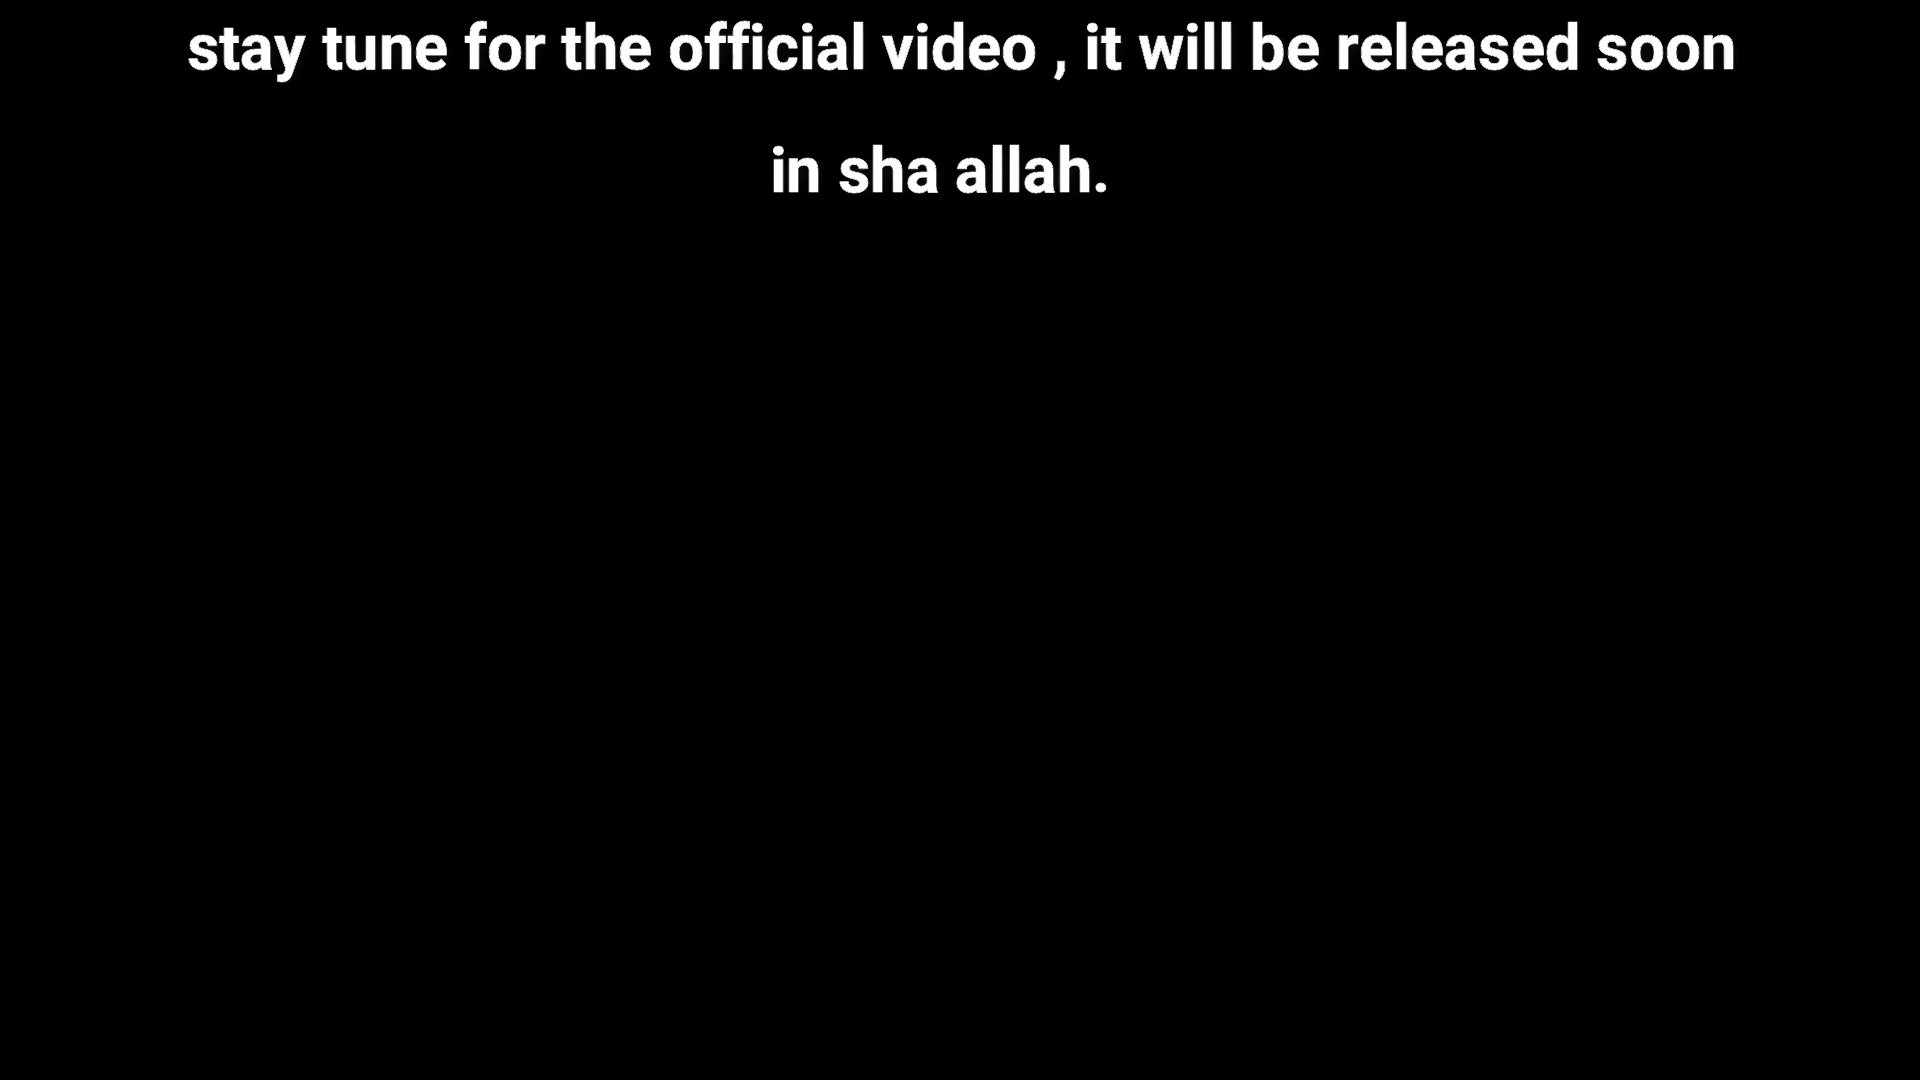 stay tune for the official video , it will be released soon
in sha allah.